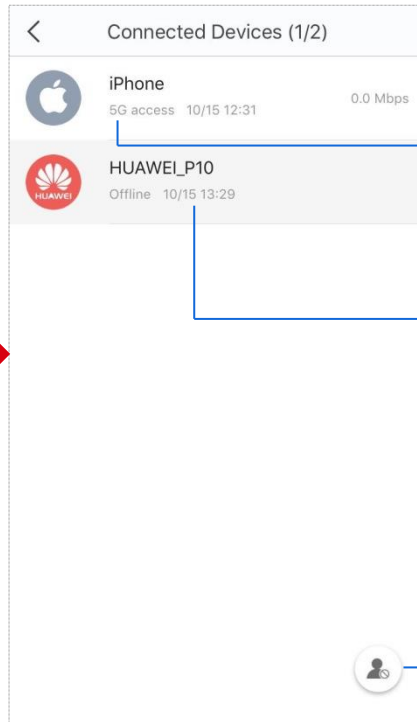 Connected Devices (1/2)
iPhone
5G access 10/15 12:31
0.0 Mbps
HUAWEI_P10
HUAWEI
Offline 10/15 13:29